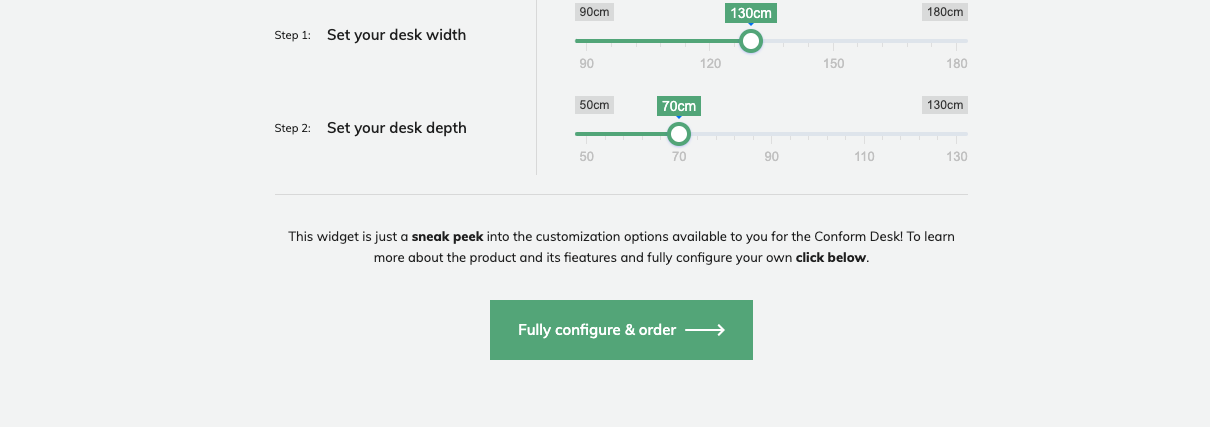 90cm 130cm 180cm
Step 1: Set your desk width
90 120 150 180
50cm 70cm 130cm
Step 2: Set your desk depth
50 70 90 110 130
This widget is just a sneak peek into the customization options available to you for the Conform Desk! To learn
more about the product and its fieatures and fully configure your own click below.
Fully configure & order